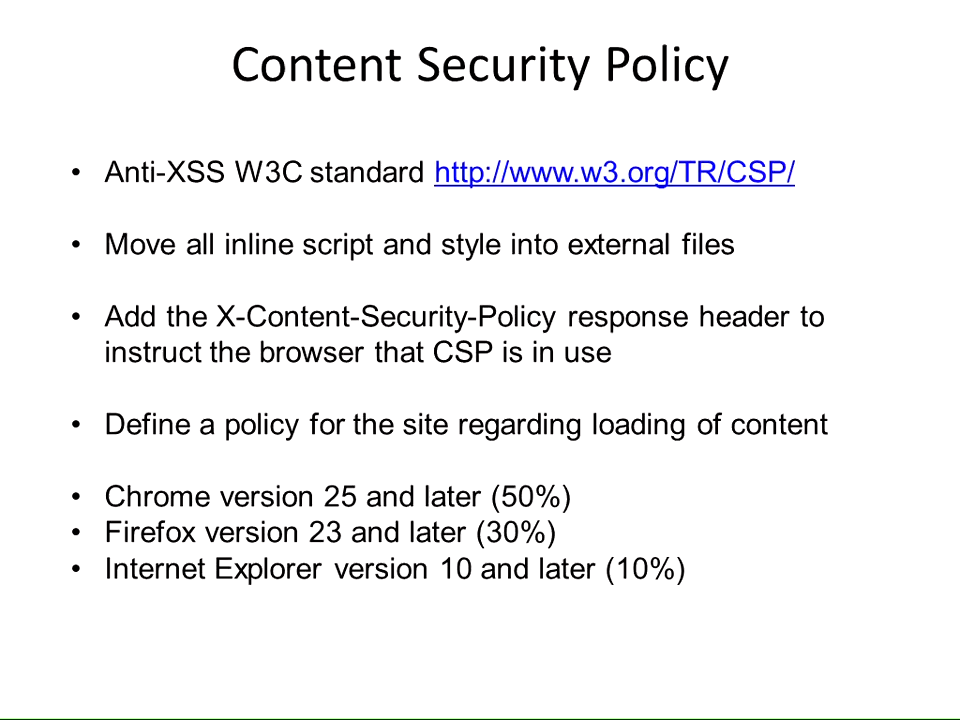 Content Security Policy
• Anti-XSS W3C standard http://www.w3.org/TR/CSP/
• Move all inline script and style into external files
• Add the X-Content-Security-Policy response header to
instruct the browser that CSP is in use
• Define a policy for the site regarding loading of content
• Chrome version 25 and later (50%)
• Firefox version 23 and later (30%)
• Internet Explorer version 10 and later (10%)